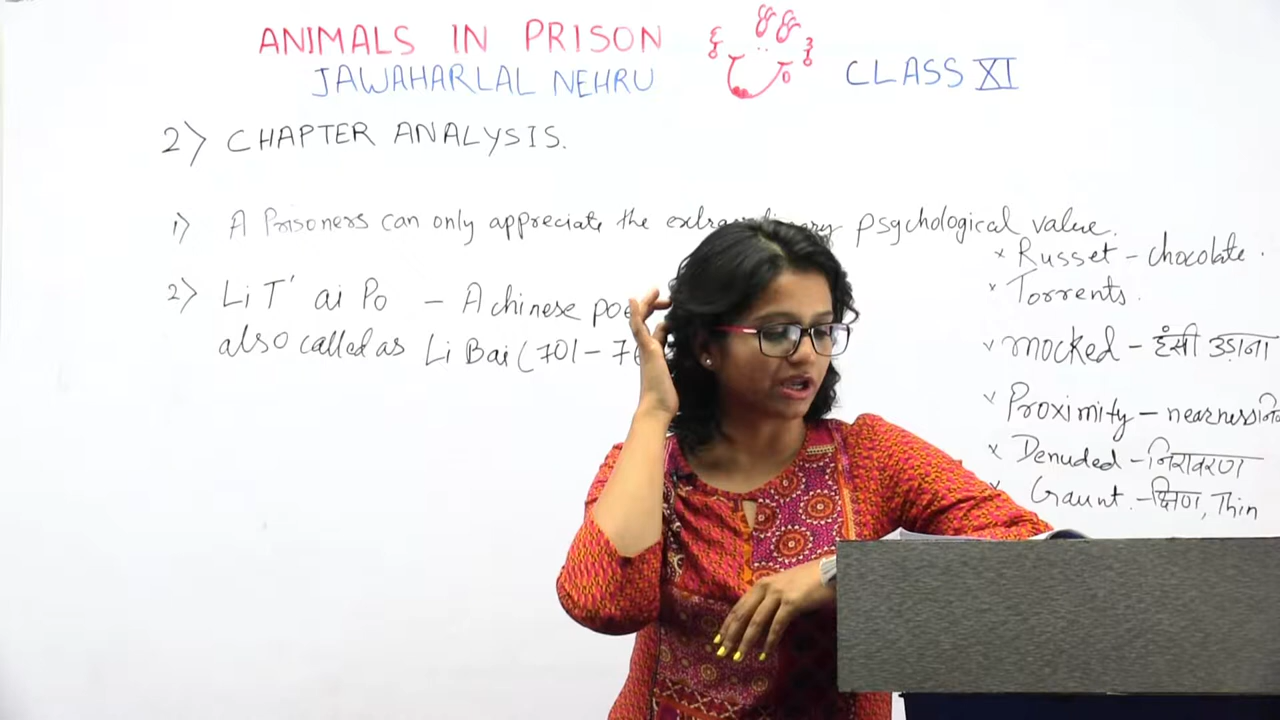 ANIMALS IN PRISON
JAWAHARLAL NEHRU
CLASS XI
2) CHAPTER ANALYSIS.
1) A Prisoners can only appreciate the psychological value.
2) Li T' ai Po – A chinese
also called as Li Bai (701 –
× Russet – chocolate.
Torrents.
mocked – हंसी उड़ाना
Proximity – nearness
× Denuded – निरावरण
Gaunt. – क्षिण, Thin